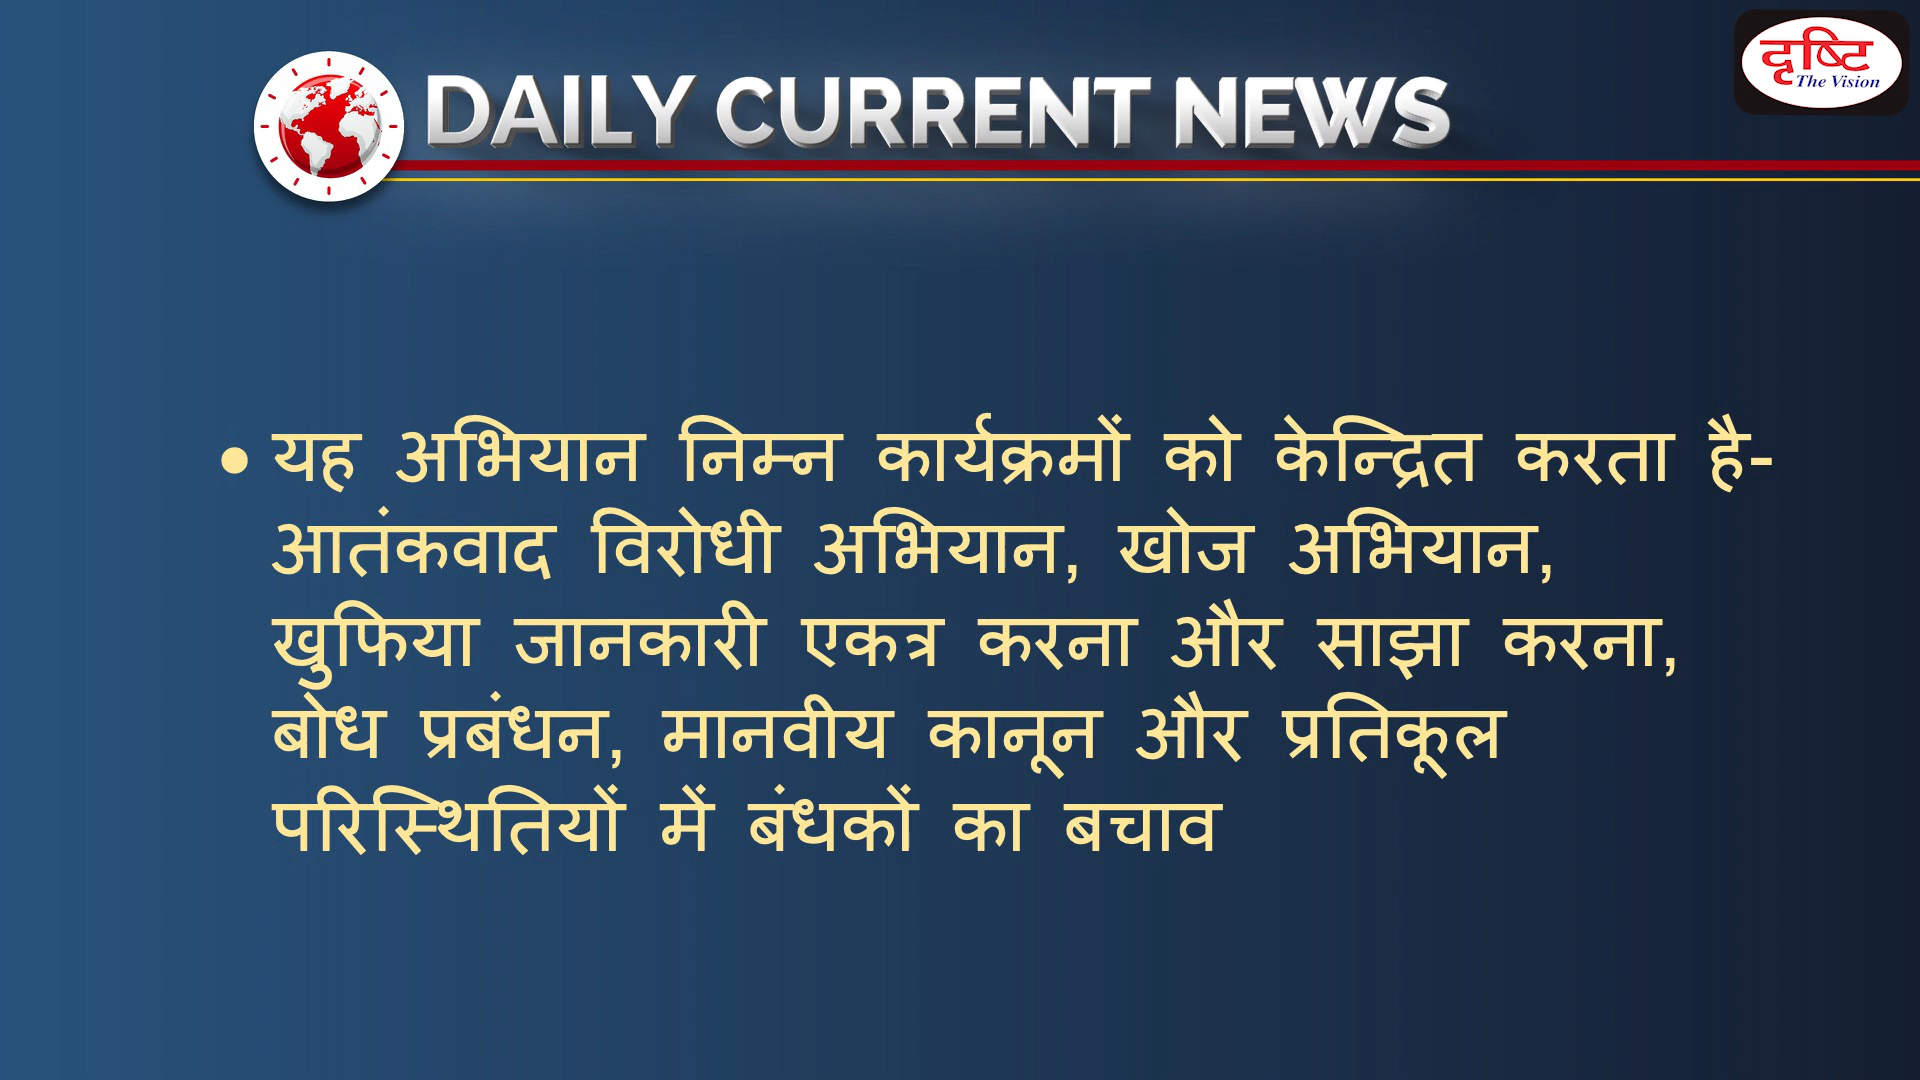 DAILY CURRENT NEWS
दृष्टि
The Vision
• यह अभियान निम्न कार्यक्रमों को केन्द्रित करता है-
आतंकवाद विरोधी अभियान, खोज अभियान,
खुफिया जानकारी एकत्र करना और साझा करना,
बोध प्रबंधन, मानवीय कानून और प्रतिकूल
परिस्थितियों में बंधकों का बचाव